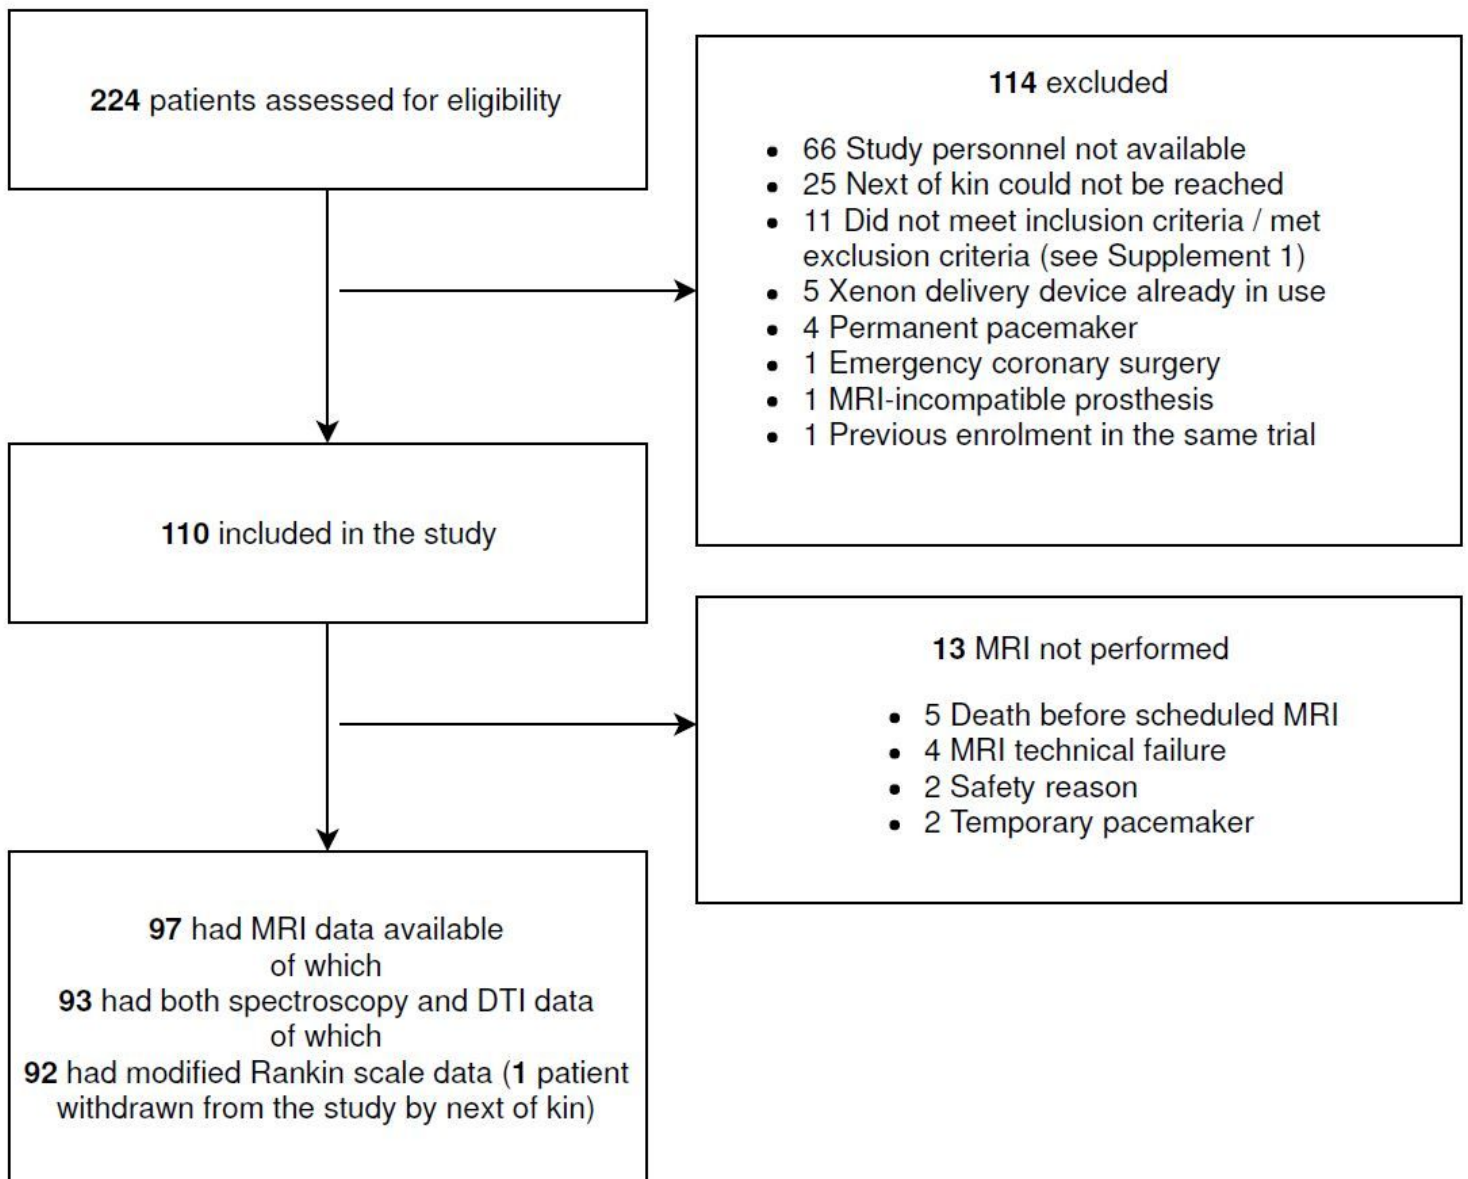 224 patients assessed for eligibility
114 excluded
• 66 Study personnel not available
• 25 Next of kin could not be reached
• 11 Did not meet inclusion criteria / met
exclusion criteria (see Supplement 1)
• 5 Xenon delivery device already in use
• 4 Permanent pacemaker
• 1 Emergency coronary surgery
• 1 MRI-incompatible prosthesis
• 1 Previous enrolment in the same trial
110 included in the study
13 MRI not performed
• 5 Death before scheduled MRI
• 4 MRI technical failure
• 2 Safety reason
• 2 Temporary pacemaker
97 had MRI data available
of which
93 had both spectroscopy and DTI data
of which
92 had modified Rankin scale data (1 patient
withdrawn from the study by next of kin)